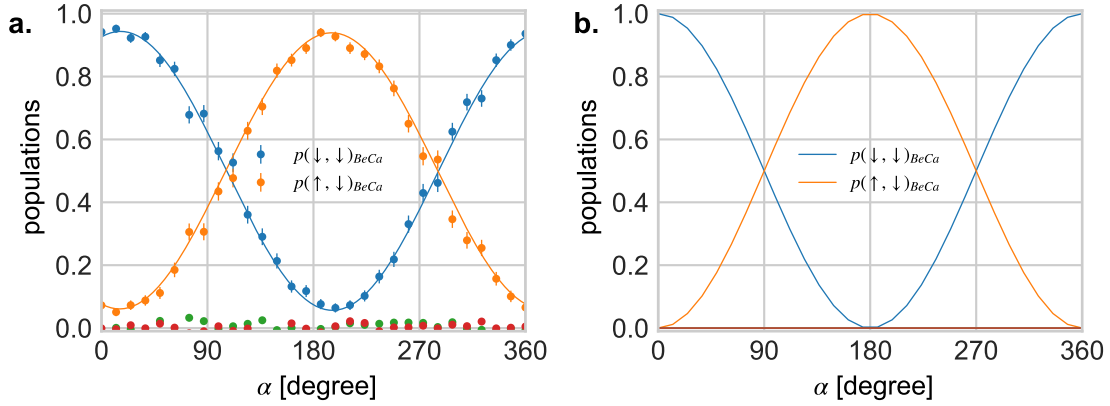 a.
populations
1.0
0.8
0.6
0.4
0.2
0.0
p(↓, ↓)BeCa
p(↑, ↓)BeCa
0 90 180 270 360
α [degree]
b.
populations
1.0
0.8
0.6
0.4
0.2
0.0
p(↓, ↓)BeCa
p(↑, ↓)BeCa
0 90 180 270 360
α [degree]